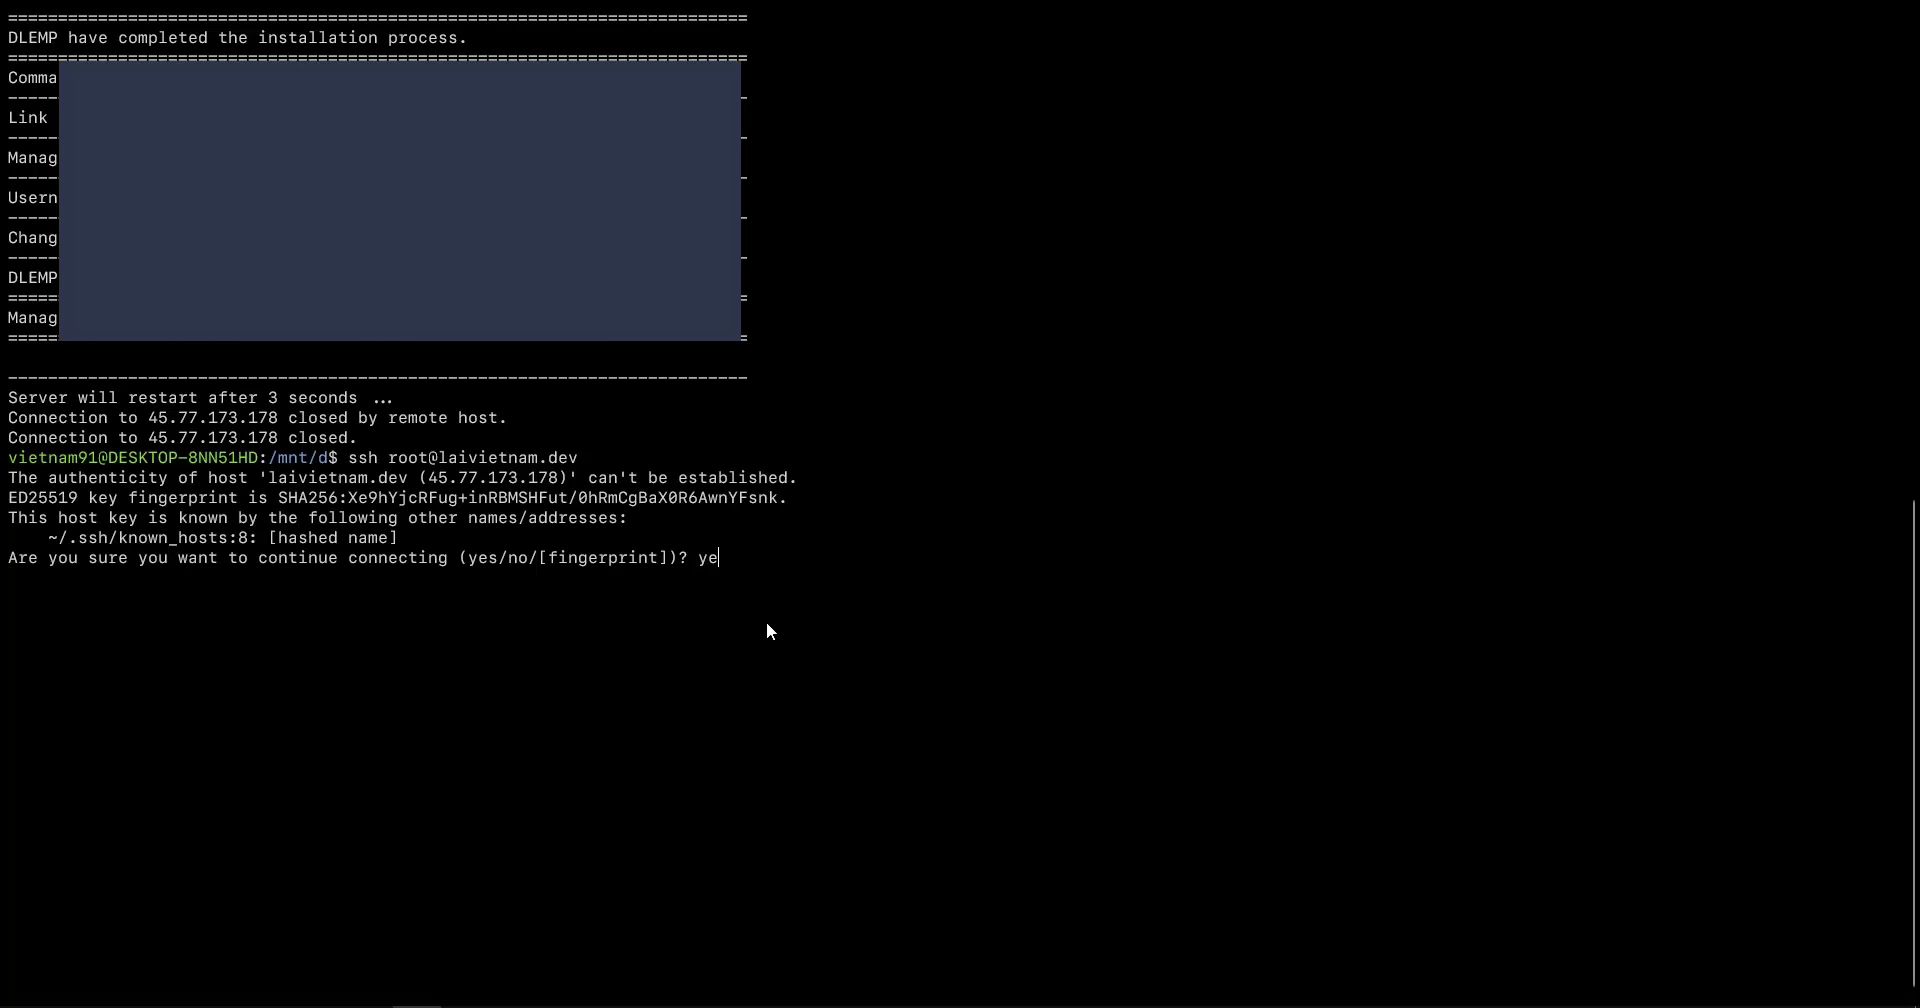 ==========================================================================
DLEMP have completed the installation process.
==========================================================================
Comma
-----
Link
-----
Manag
-----
Usern
-----
Chang
-----
DLEMP
===== =
Manag
===== =
--------------------------------------------------------------------------
Server will restart after 3 seconds ...
Connection to 45.77.173.178 closed by remote host.
Connection to 45.77.173.178 closed.
vietnam91@DESKTOP-8NN51HD:/mnt/d$ ssh root@laivietnam.dev
The authenticity of host 'laivietnam.dev (45.77.173.178)' can't be established.
ED25519 key fingerprint is SHA256:Xe9hYjcRFug+inRBMSHFut/0hRmCgBaX0R6AwnYFsnk.
This host key is known by the following other names/addresses:
    ~/.ssh/known_hosts:8: [hashed name]
Are you sure you want to continue connecting (yes/no/[fingerprint])? ye